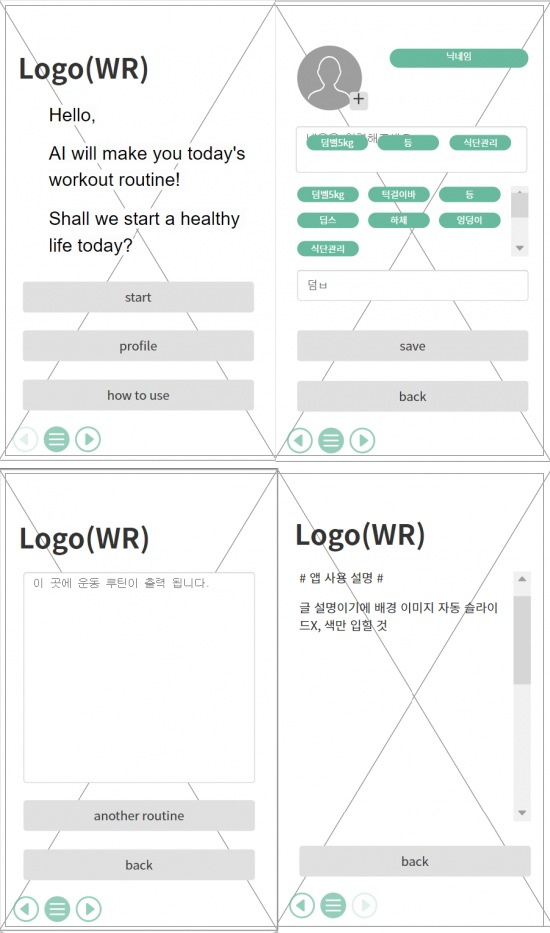 Logo(WR)
Hello,
AI will make you today's
workout routine!
Shall we start a healthy
life today?
start
profile
how to use
닉네임
+
덤벨5kg
등
식단관리
덤벨5kg
턱걸이바
등
딥스
하체
엉덩이
식단관리
덤ㅂ
save
back
Logo(WR)
이 곳에 운동 루틴이 출력 됩니다.
another routine
back
Logo(WR)
# 앱 사용 설명 #
글 설명이기에 배경 이미지 자동 슬라이
드X, 색만 입힐 것
back